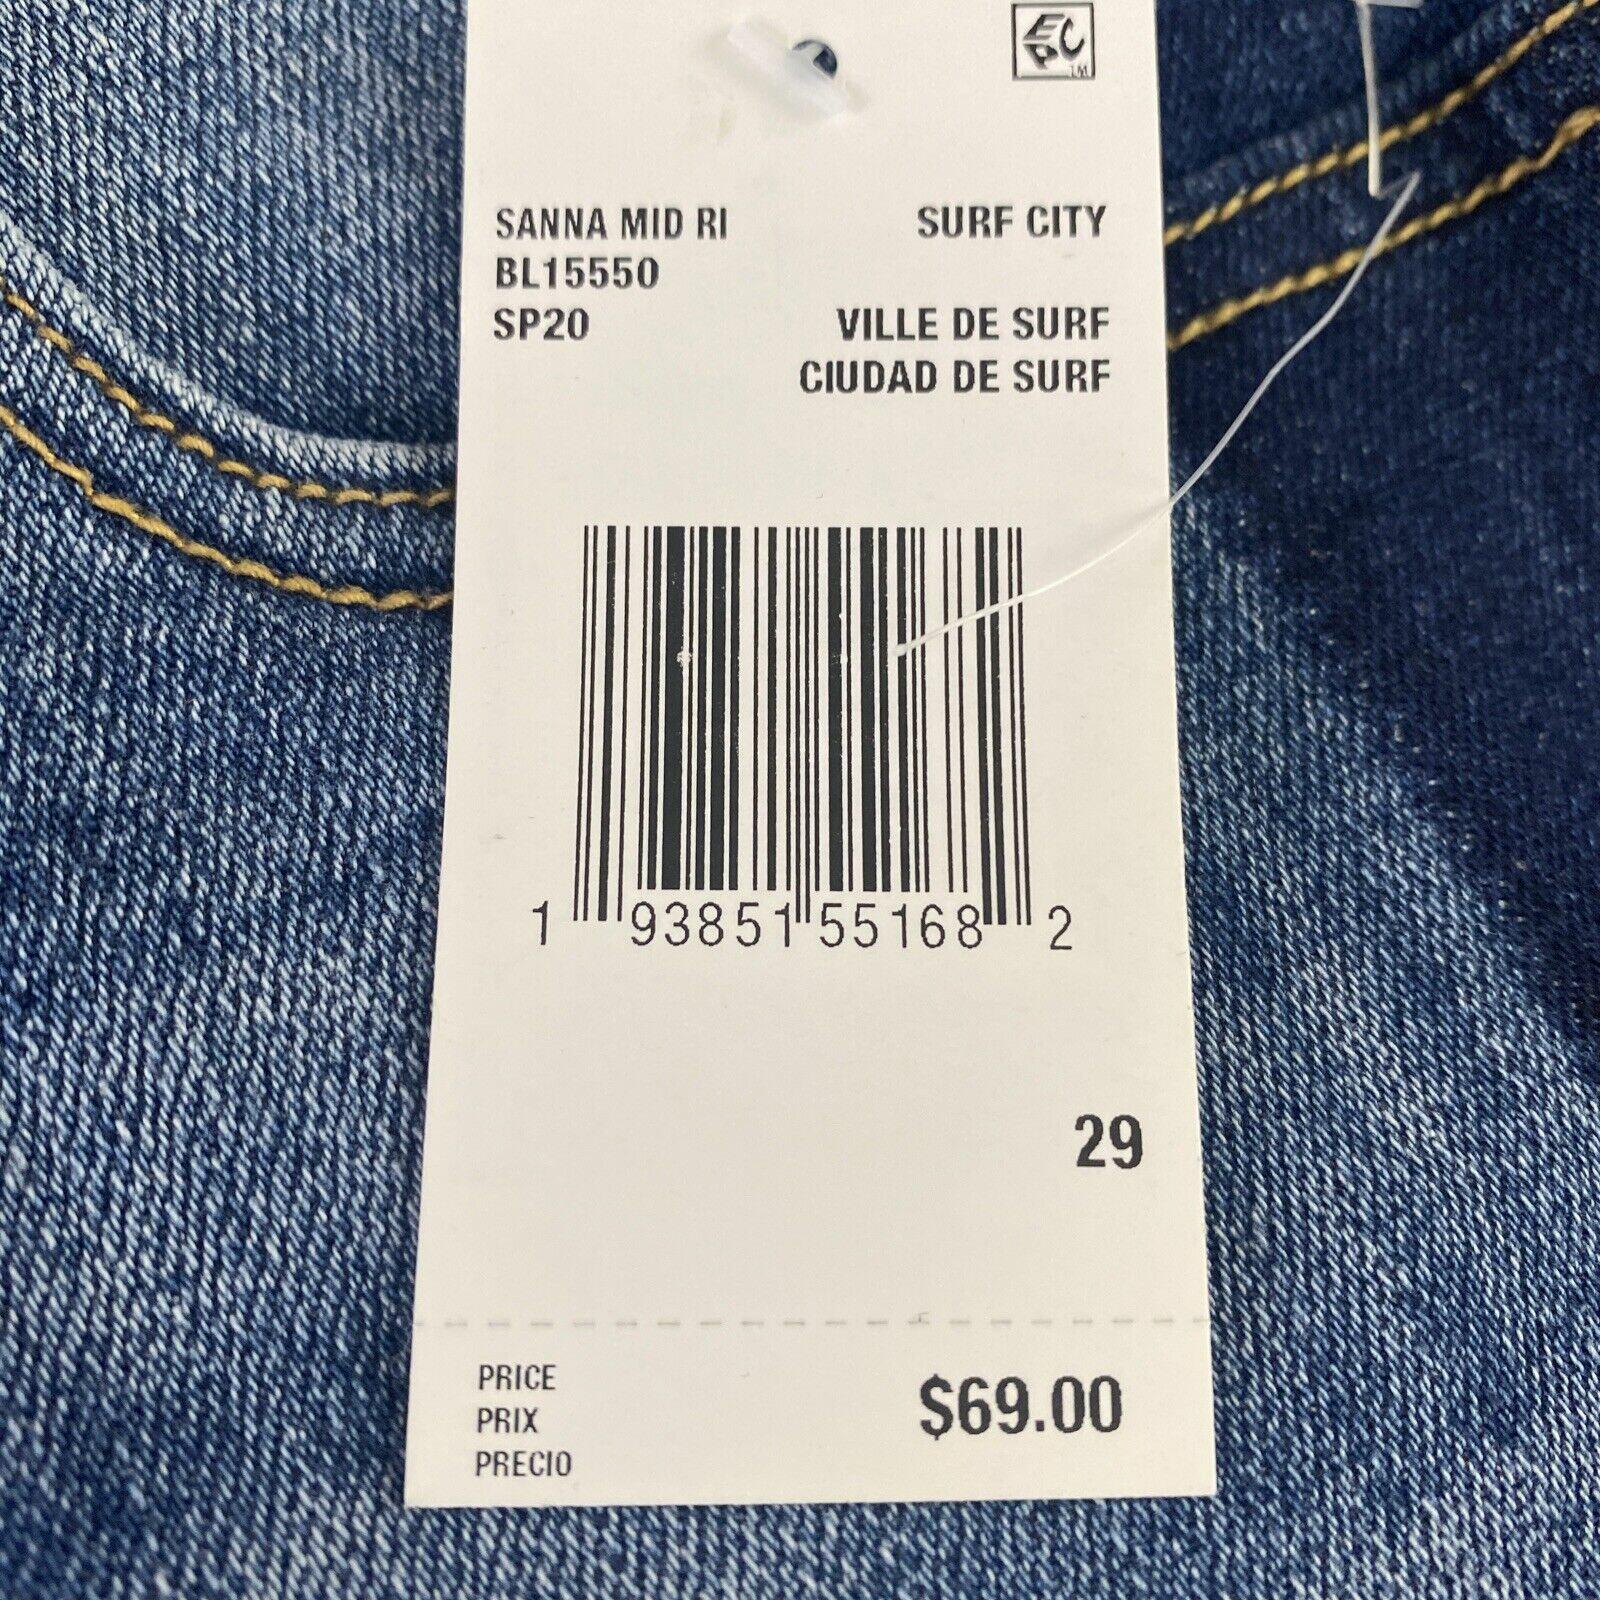 EPC TM
SANNA MID RI SURF CITY
BL15550
SP20 VILLE DE SURF
CIUDAD DE SURF
1 93851 55168 2
29
PRICE
PRIX $69.00
PRECIO